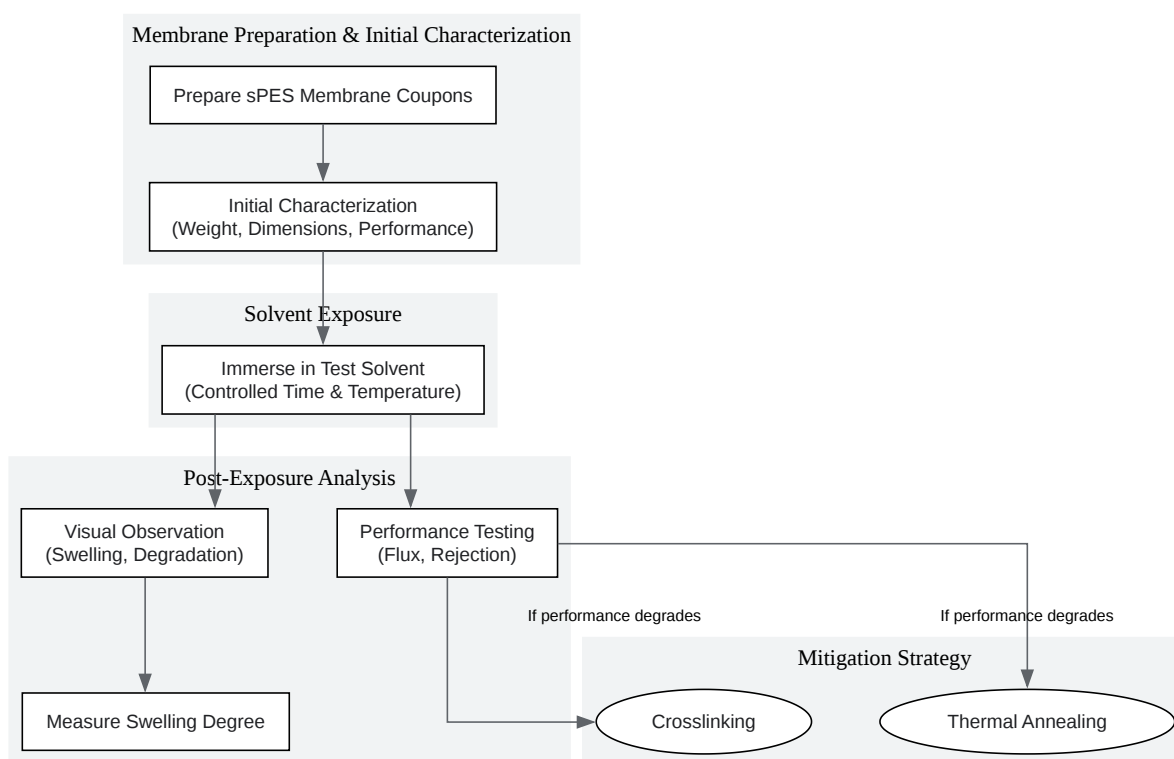 Membrane Preparation & Initial Characterization
Prepare sPES Membrane Coupons
Initial Characterization
(Weight, Dimensions, Performance)
Solvent Exposure
Immerse in Test Solvent
(Controlled Time & Temperature)
Post-Exposure Analysis
Visual Observation
(Swelling, Degradation)
Performance Testing
(Flux, Rejection)
If performance degrades
If performance degrades
Mitigation Strategy
Measure Swelling Degree
Crosslinking
Thermal Annealing